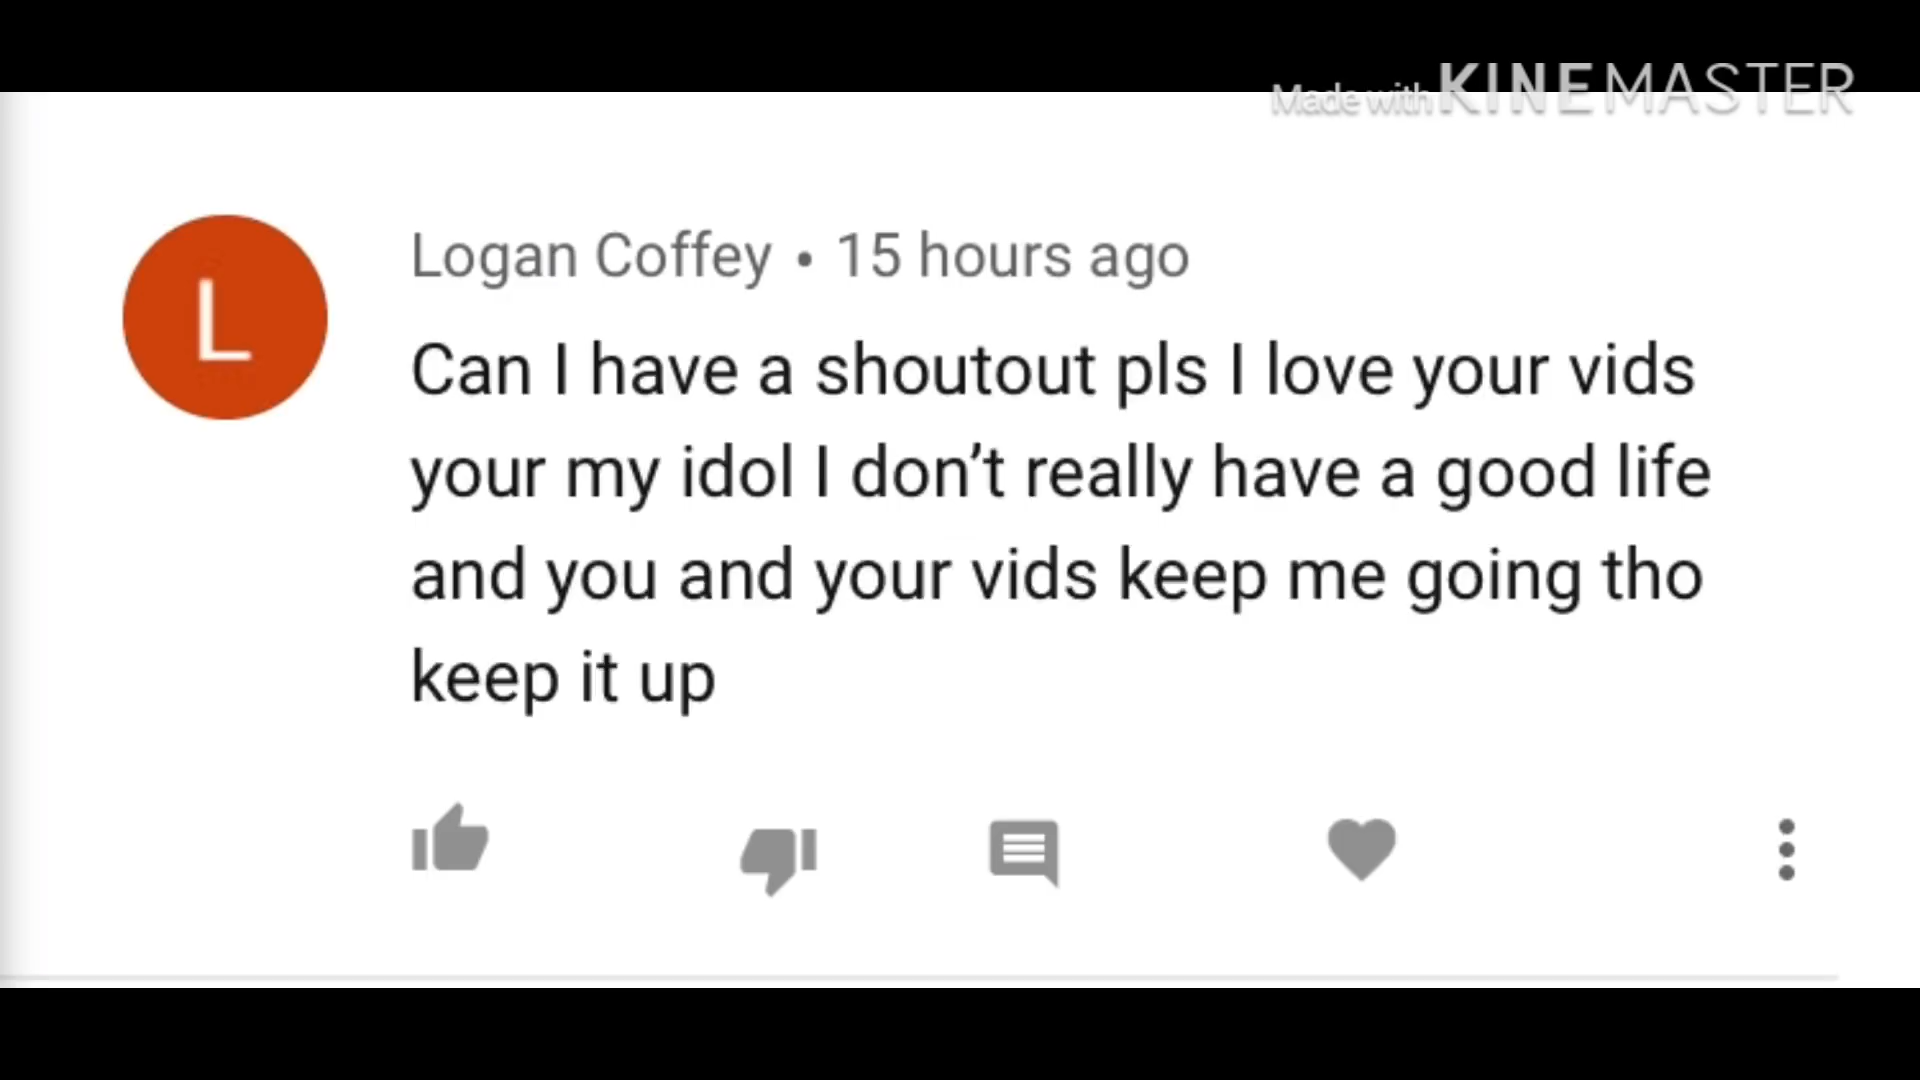 Made with KINEMASTER
L
Logan Coffey • 15 hours ago
Can I have a shoutout pls I love your vids
your my idol I don’t really have a good life
and you and your vids keep me going tho
keep it up